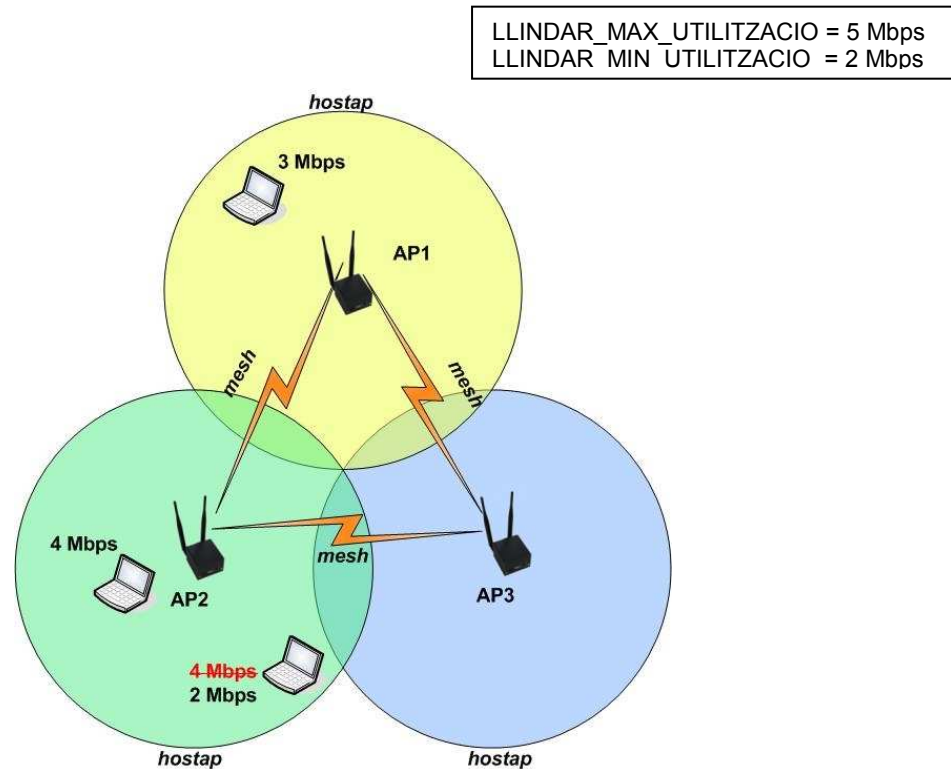 LLINDAR_MAX_UTILITZACIO = 5 Mbps
LLINDAR_MIN_UTILITZACIO = 2 Mbps
hostap
3 Mbps
AP1
mesh
mesh
4 Mbps
AP2
mesh
AP3
4 Mbps
2 Mbps
hostap
hostap